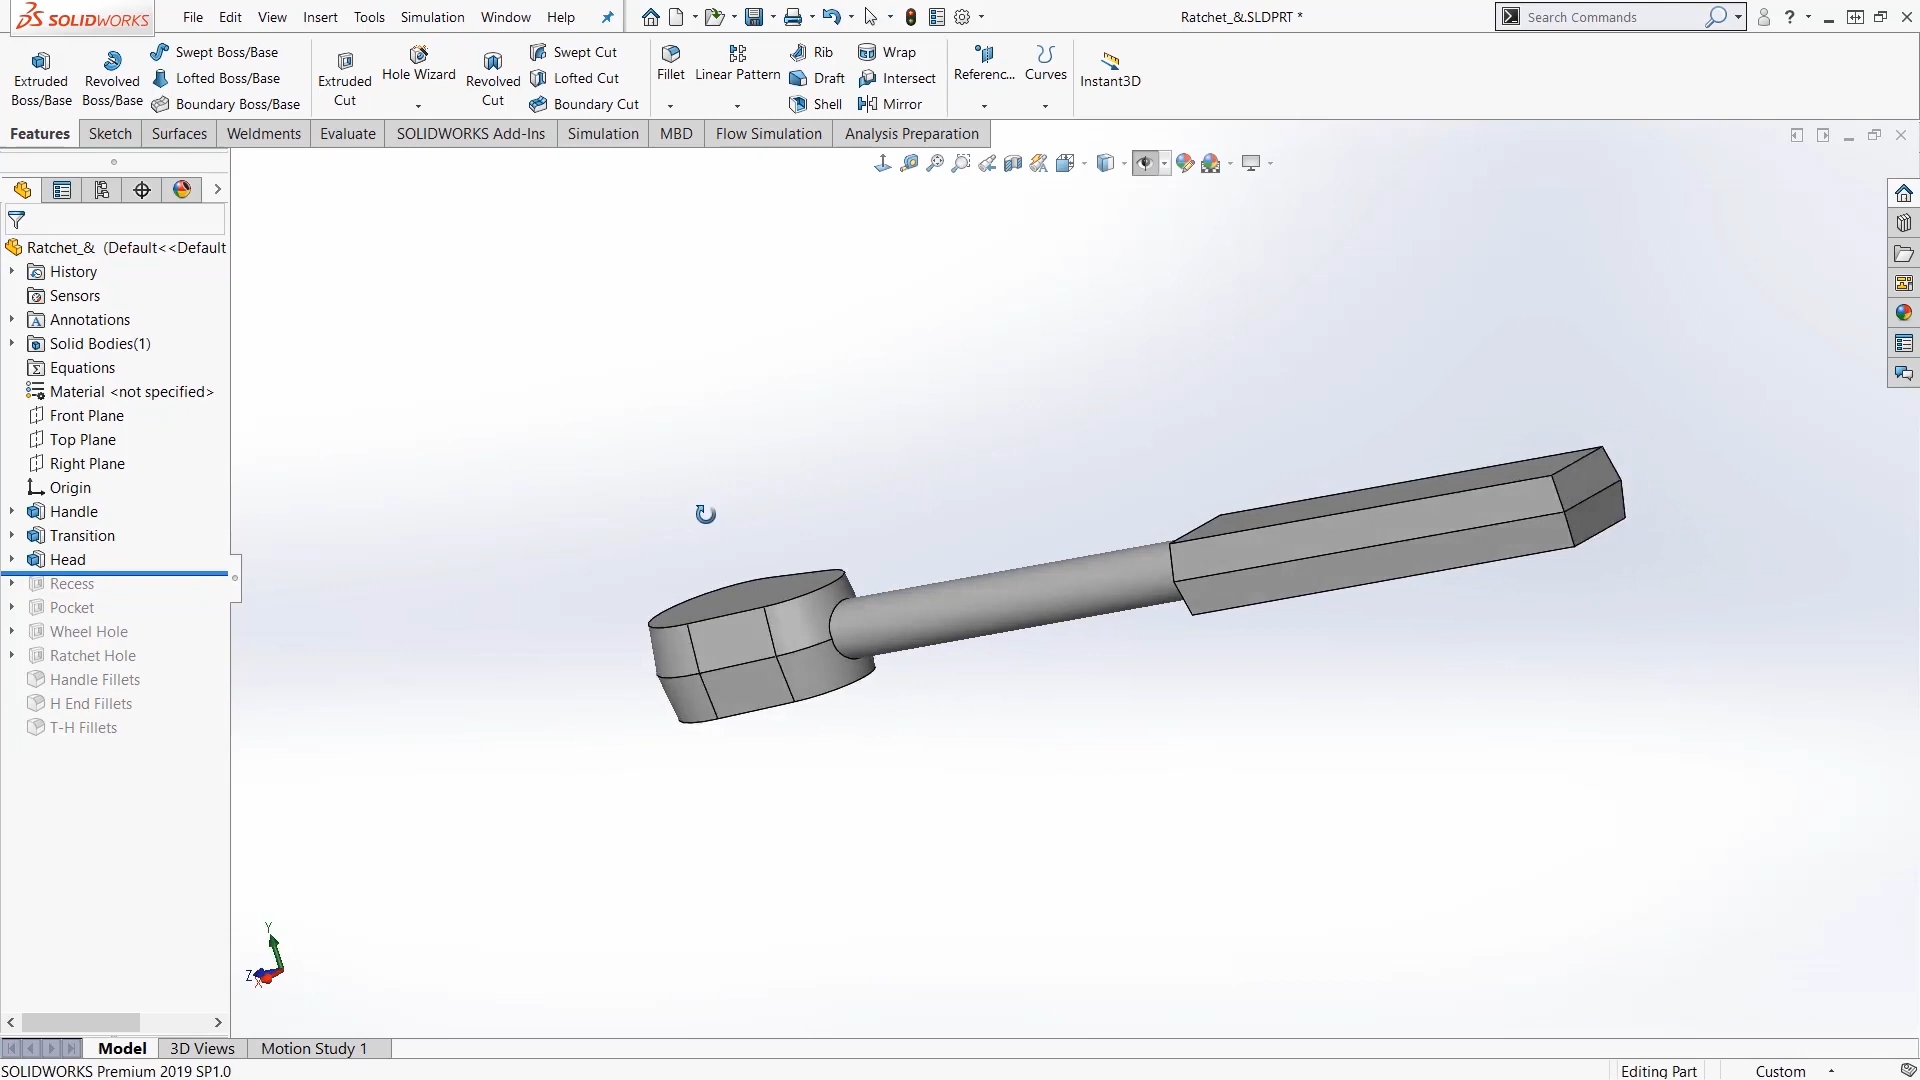 SOLIDWORKS
File Edit View Insert Tools Simulation Window Help
Ratchet_&.SLDPRT *
Search Commands
?
Extruded Boss/Base
Revolved Boss/Base
Swept Boss/Base
Lofted Boss/Base
Boundary Boss/Base
Extruded Cut
Hole Wizard
Revolved Cut
Swept Cut
Lofted Cut
Boundary Cut
Fillet
Linear Pattern
Rib
Draft
Shell
Wrap
Intersect
Mirror
Referenc...
Curves
Instant3D
Features Sketch Surfaces Weldments Evaluate SOLIDWORKS Add-Ins Simulation MBD Flow Simulation Analysis Preparation
Ratchet_& (Default<<Default
History
Sensors
Annotations
Solid Bodies(1)
Equations
Material <not specified>
Front Plane
Top Plane
Right Plane
Origin
Handle
Transition
Head
Recess
Pocket
Wheel Hole
Ratchet Hole
Handle Fillets
H End Fillets
T-H Fillets
Y
Z
X
Model 3D Views Motion Study 1
SOLIDWORKS Premium 2019 SP1.0
Editing Part
Custom